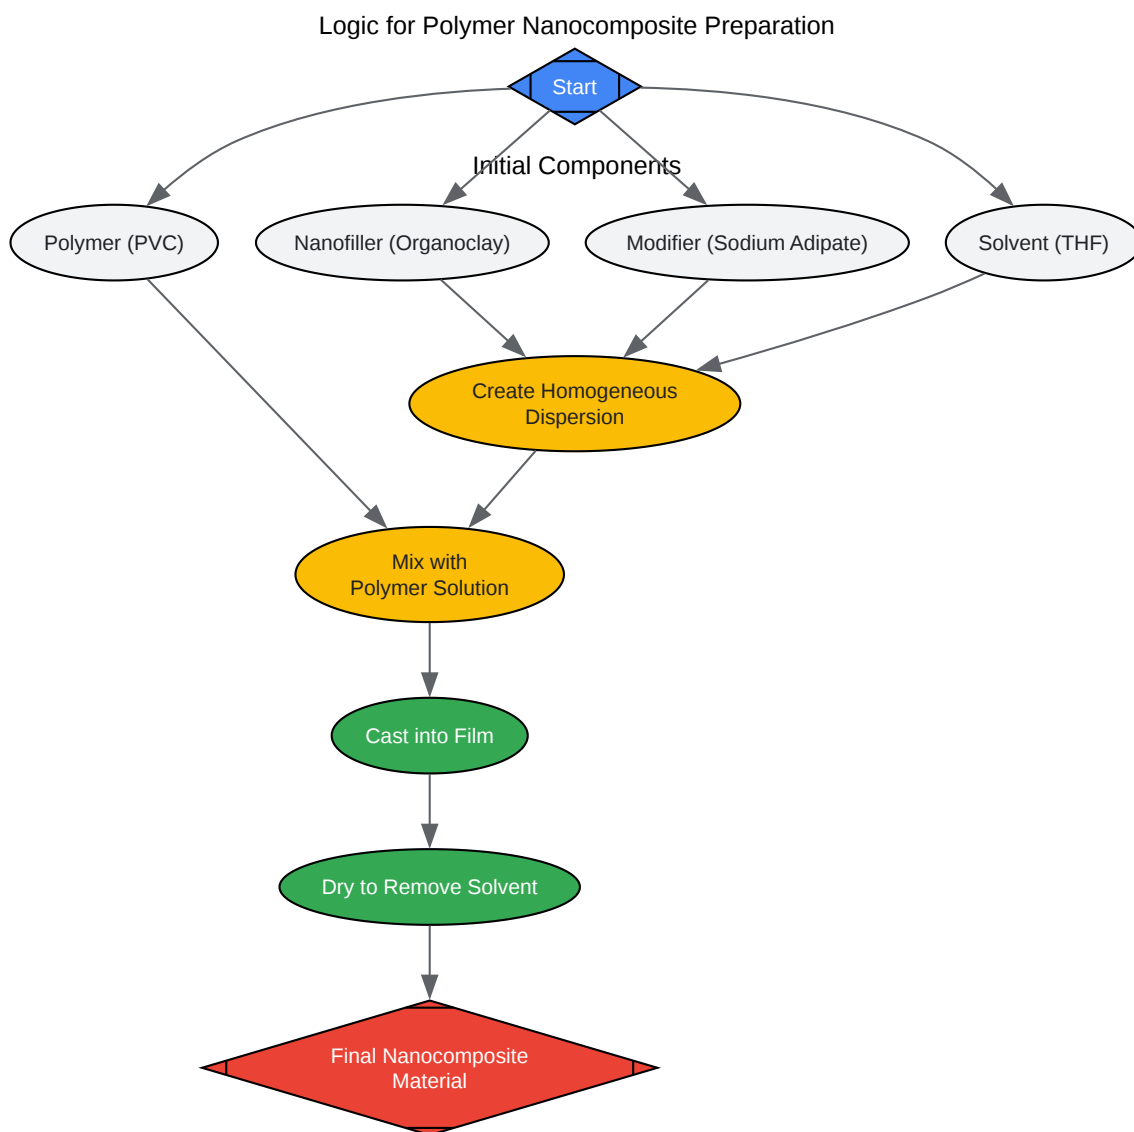 Logic for Polymer Nanocomposite Preparation
Start
Initial Components
Polymer (PVC)
Nanofiller (Organoclay)
Modifier (Sodium Adipate)
Solvent (THF)
Create Homogeneous
Dispersion
Mix with
Polymer Solution
Cast into Film
Dry to Remove Solvent
Final Nanocomposite
Material